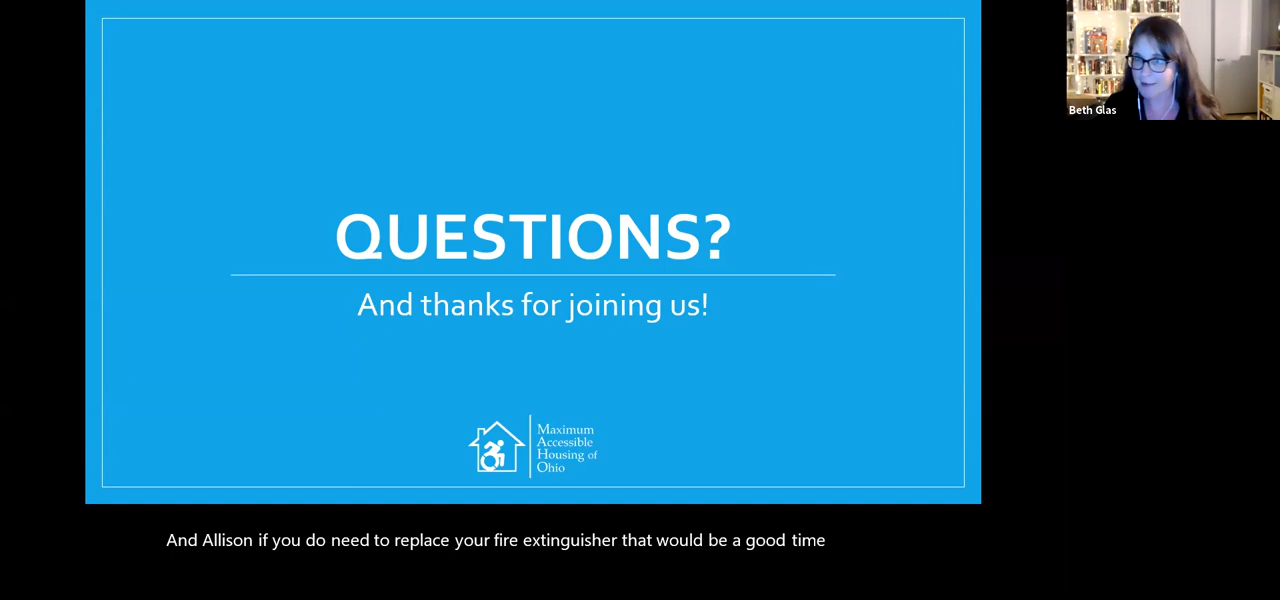 QUESTIONS?
And thanks for joining us!
Maximum
Accessible
Housing of
Ohio
Beth Glas
And Allison if you do need to replace your fire extinguisher that would be a good time